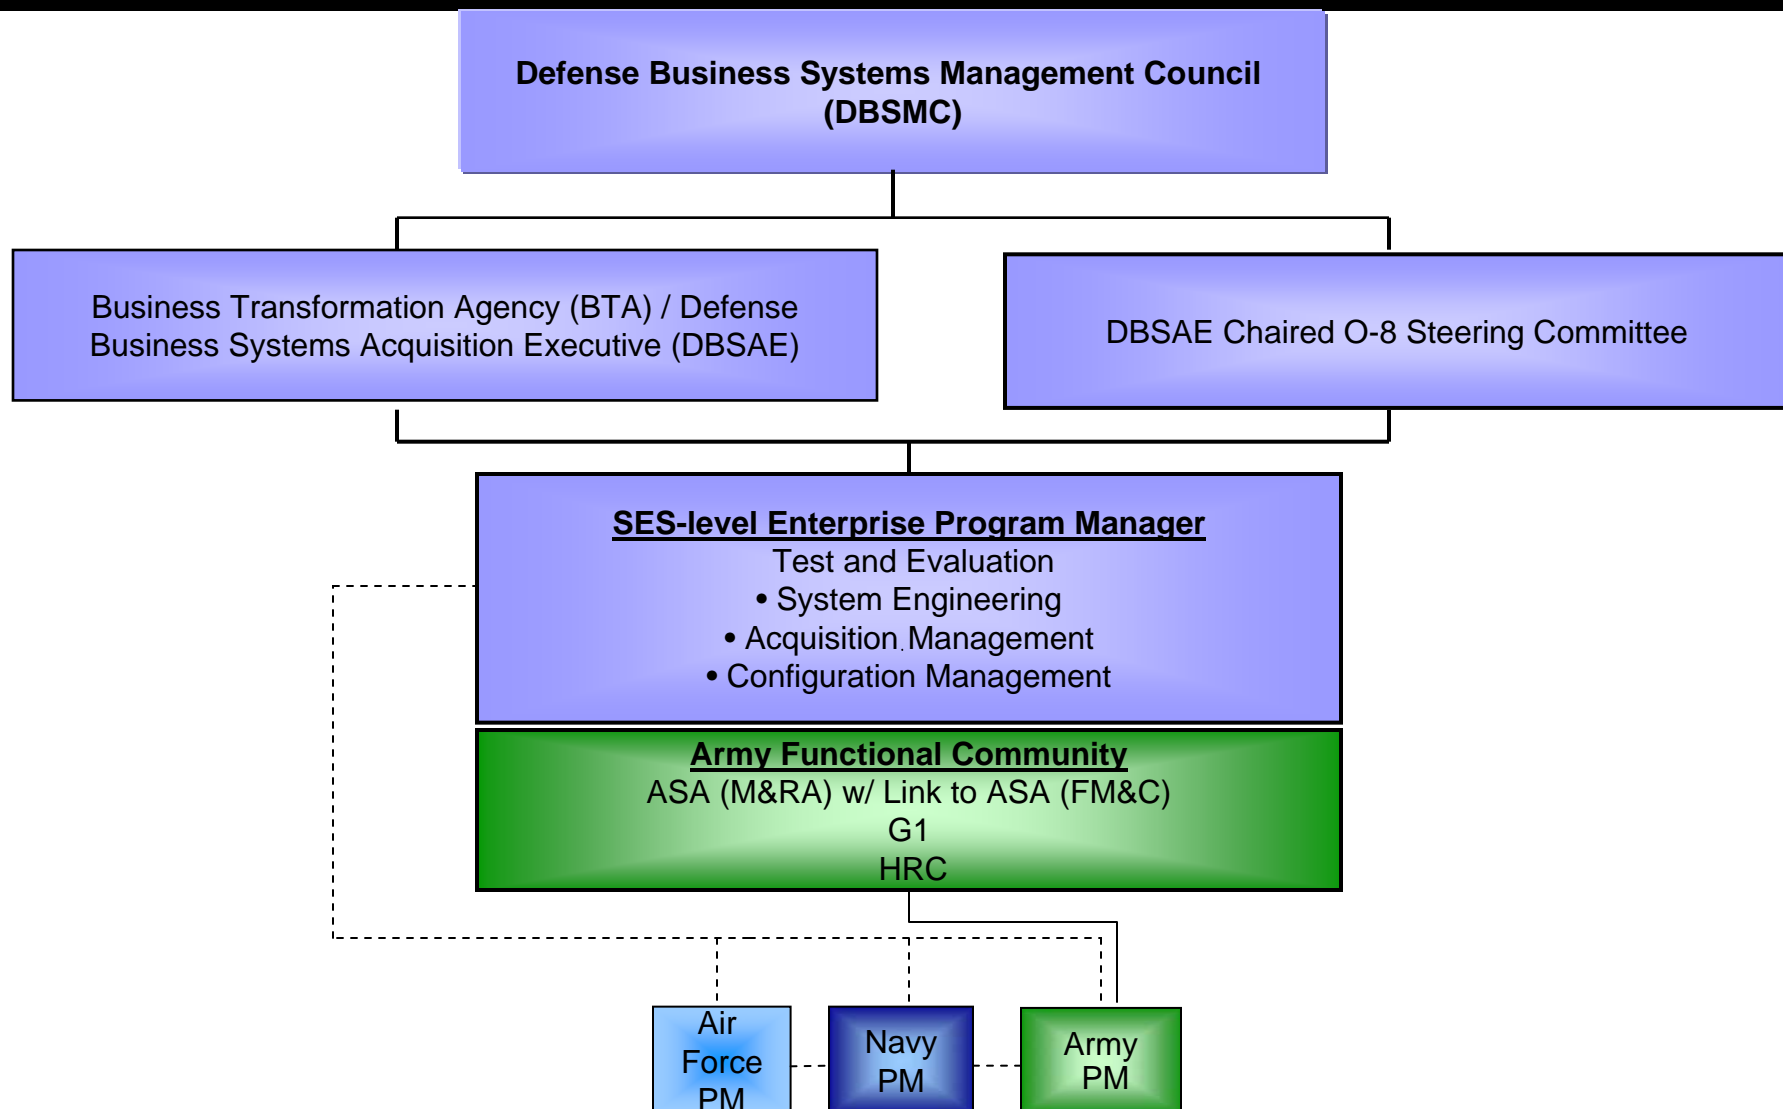 Defense Business Systems Management Council
(DBSMC)
Business Transformation Agency (BTA) / Defense
Business Systems Acquisition Executive (DBSAE)
DBSAE Chaired O-8 Steering Committee
SES-level Enterprise Program Manager
Test and Evaluation
• System Engineering
• Acquisition Management
• Configuration Management
Army Functional Community
ASA (M&RA) w/ Link to ASA (FM&C)
G1
HRC
Air
Force
PM
Navy
PM
Army
PM